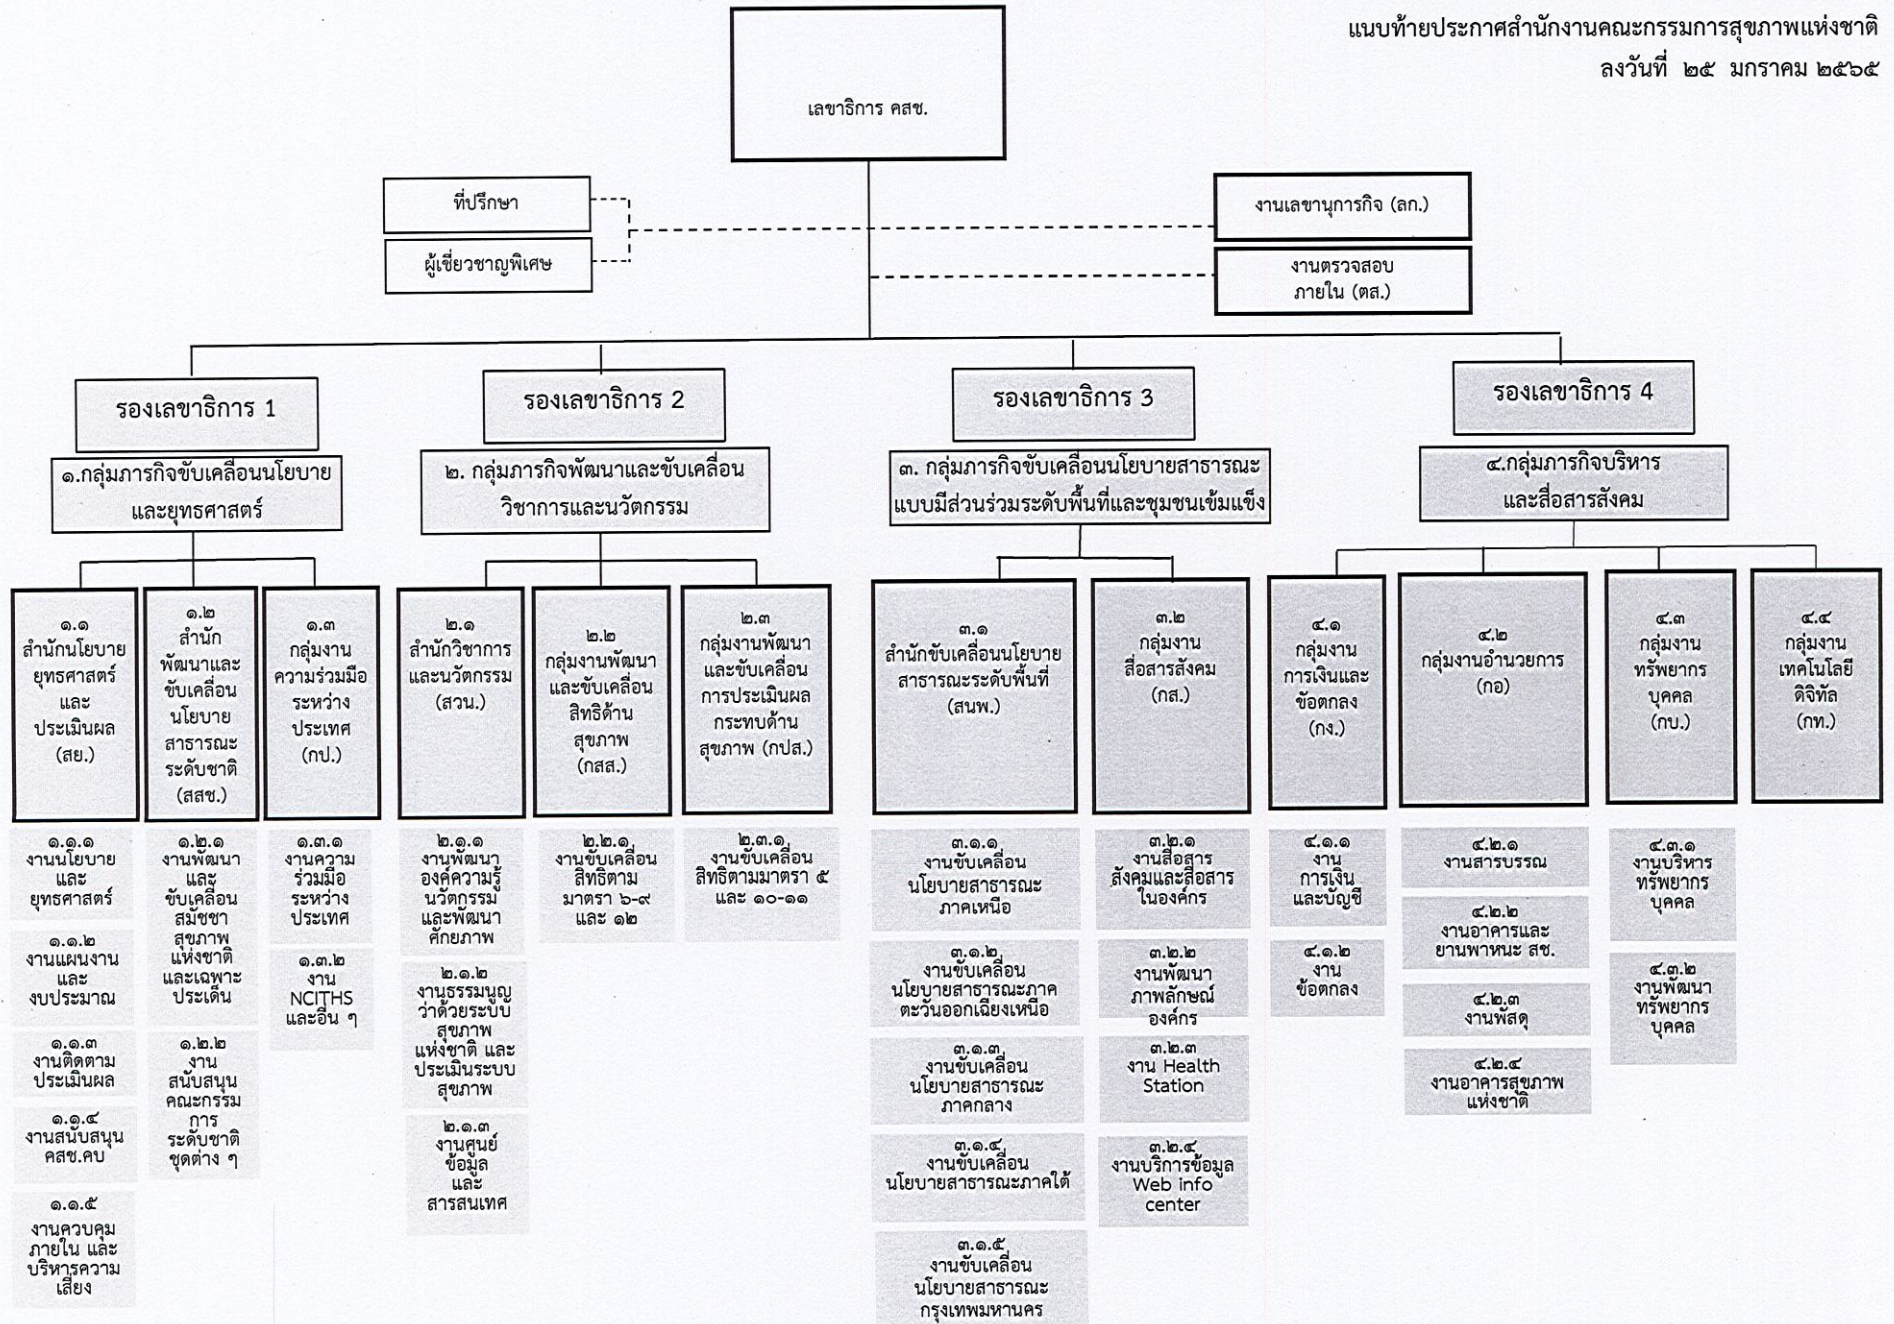 แนบท้ายประกาศสำนักงานคณะกรรมการสุขภาพแห่งชาติ
ลงวันที่ ๒๕ มกราคม ๒๕๖๕
เลขาธิการ คสช.
ที่ปรึกษา
ผู้เชี่ยวชาญพิเศษ
งานเลขานุการกิจ (ลก.)
งานตรวจสอบ
ภายใน (ตส.)
รองเลขาธิการ 1
รองเลขาธิการ 2
รองเลขาธิการ 3
รองเลขาธิการ 4
๑.กลุ่มภารกิจขับเคลื่อนนโยบาย
และยุทธศาสตร์
๒. กลุ่มภารกิจพัฒนาและขับเคลื่อน
วิชาการและนวัตกรรม
๓. กลุ่มภารกิจขับเคลื่อนนโยบายสาธารณะ
แบบมีส่วนร่วมระดับพื้นที่และชุมชนเข้มแข็ง
๔.กลุ่มภารกิจบริหาร
และสื่อสารสังคม
๑.๑
สำนักนโยบาย
ยุทธศาสตร์
และ
ประเมินผล
(สย.)
๑.๒
สำนัก
พัฒนาและ
ขับเคลื่อน
นโยบาย
สาธารณะ
ระดับชาติ
(สสช.)
๑.๓
กลุ่มงาน
ความร่วมมือ
ระหว่าง
ประเทศ
(กป.)
๒.๑
สำนักวิชาการ
และนวัตกรรม
(สวน.)
๒.๒
กลุ่มงานพัฒนา
และขับเคลื่อน
สิทธิด้าน
สุขภาพ
(กสส.)
๒.๓
กลุ่มงานพัฒนา
และขับเคลื่อน
การประเมินผล
กระทบด้าน
สุขภาพ (กปส.)
๓.๑
สำนักขับเคลื่อนนโยบาย
สาธารณะระดับพื้นที่
(สนพ.)
๓.๒
กลุ่มงาน
สื่อสารสังคม
(กส.)
๔.๑
กลุ่มงาน
การเงินและ
ข้อตกลง
(กง.)
๔.๒
กลุ่มงานอำนวยการ
(กอ)
๔.๓
กลุ่มงาน
ทรัพยากร
บุคคล
(กบ.)
๔.๔
กลุ่มงาน
เทคโนโลยี
ดิจิทัล
(กท.)
๑.๑.๑
งานนโยบาย
และ
ยุทธศาสตร์
๑.๑.๒
งานแผนงาน
และ
งบประมาณ
๑.๑.๓
งานติดตาม
ประเมินผล
๑.๑.๔
งานสนับสนุน
คสช.คบ
๑.๑.๕
งานควบคุม
ภายใน และ
บริหารความ
เสี่ยง
๑.๒.๑
งานพัฒนา
และ
ขับเคลื่อน
สมัชชา
สุขภาพ
แห่งชาติ
และเฉพาะ
ประเด็น
๑.๒.๒
งาน
สนับสนุน
คณะกรรม
การ
ระดับชาติ
ชุดต่าง ๆ
๑.๓.๑
งานความ
ร่วมมือ
ระหว่าง
ประเทศ
๑.๓.๒
งาน
NCITHS
และอื่น ๆ
๒.๑.๑
งานพัฒนา
องค์ความรู้
นวัตกรรม
และพัฒนา
ศักยภาพ
๒.๑.๒
งานธรรมนูญ
ว่าด้วยระบบ
สุขภาพ
แห่งชาติ และ
ประเมินระบบ
สุขภาพ
๒.๑.๓
งานศูนย์
ข้อมูล
และ
สารสนเทศ
๒.๒.๑
งานขับเคลื่อน
สิทธิตาม
มาตรา ๖-๙
และ ๑๒
๒.๓.๑
งานขับเคลื่อน
สิทธิตามมาตรา ๕
และ ๑๐-๑๑
๓.๑.๑
งานขับเคลื่อน
นโยบายสาธารณะ
ภาคเหนือ
๓.๑.๒
งานขับเคลื่อน
นโยบายสาธารณะภาค
ตะวันออกเฉียงเหนือ
๓.๑.๓
งานขับเคลื่อน
นโยบายสาธารณะ
ภาคกลาง
๓.๑.๔
งานขับเคลื่อน
นโยบายสาธารณะภาคใต้
๓.๑.๕
งานขับเคลื่อน
นโยบายสาธารณะ
กรุงเทพมหานคร
๓.๒.๑
งานสื่อสาร
สังคมและสื่อสาร
ในองค์กร
๓.๒.๒
งานพัฒนา
ภาพลักษณ์
องค์กร
๓.๒.๓
งาน Health
Station
๓.๒.๔
งานบริการข้อมูล
Web info
center
๔.๑.๑
งาน
การเงิน
และบัญชี
๔.๑.๒
งาน
ข้อตกลง
๔.๒.๑
งานสารบรรณ
๔.๒.๒
งานอาคารและ
ยานพาหนะ สช.
๔.๒.๓
งานพัสดุ
๔.๒.๔
งานอาคารสุขภาพ
แห่งชาติ
๔.๓.๑
งานบริหาร
ทรัพยากร
บุคคล
๔.๓.๒
งานพัฒนา
ทรัพยากร
บุคคล